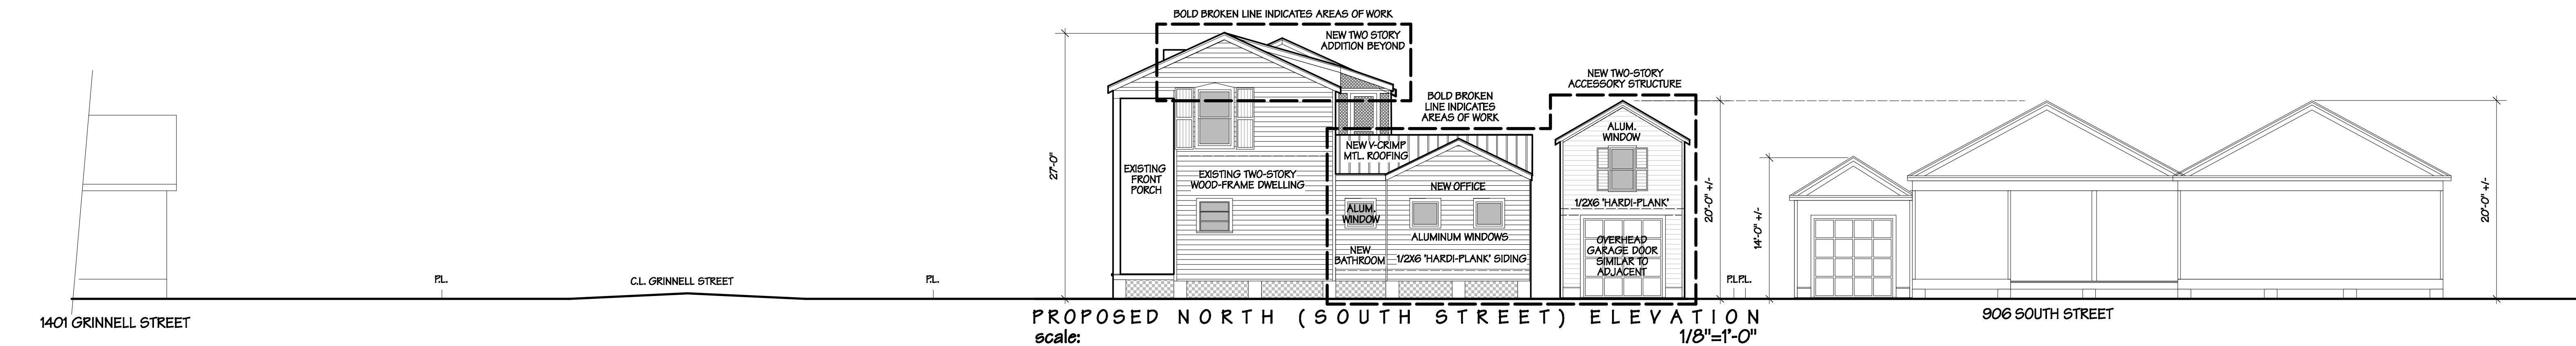 BOLD BROKEN LINE INDICATES AREAS OF WORK
NEW TWO STORY
ADDITION BEYOND
27'-0"
EXISTING
FRONT
PORCH
EXISTING TWO-STORY
WOOD-FRAME DWELLING
BOLD BROKEN
LINE INDICATES
AREAS OF WORK
NEW V-CRIMP
MTL. ROOFING
NEW OFFICE
ALUM.
WINDOW
ALUMINUM WINDOWS
NEW
BATHROOM
1/2X6 'HARDI-PLANK' SIDING
NEW TWO-STORY
ACCESSORY STRUCTURE
ALUM.
WINDOW
1/2X6 'HARDI-PLANK'
OVERHEAD
GARAGE DOOR
SIMILAR TO
ADJACENT
20'-0" +/-
14'-0" +/-
20'-0" +/-
P.L.
C.L. GRINNELL STREET
P.L.
P.L.
P.L.
1401 GRINNELL STREET
PROPOSED NORTH (SOUTH STREET) ELEVATION
scale:
1/8"=1'-0"
906 SOUTH STREET